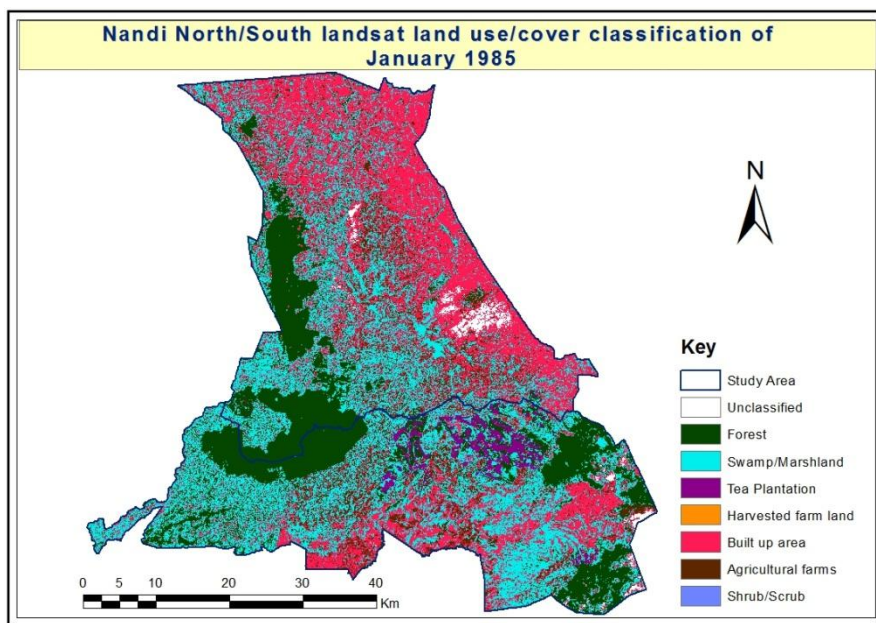 Nandi North/South landsat land use/cover classification of
January 1985
N
Key
Study Area
Unclassified
Forest
Swamp/Marshland
Tea Plantation
Harvested farm land
Built up area
Agricultural farms
Shrub/Scrub
0 5 10 20 30 40
Km